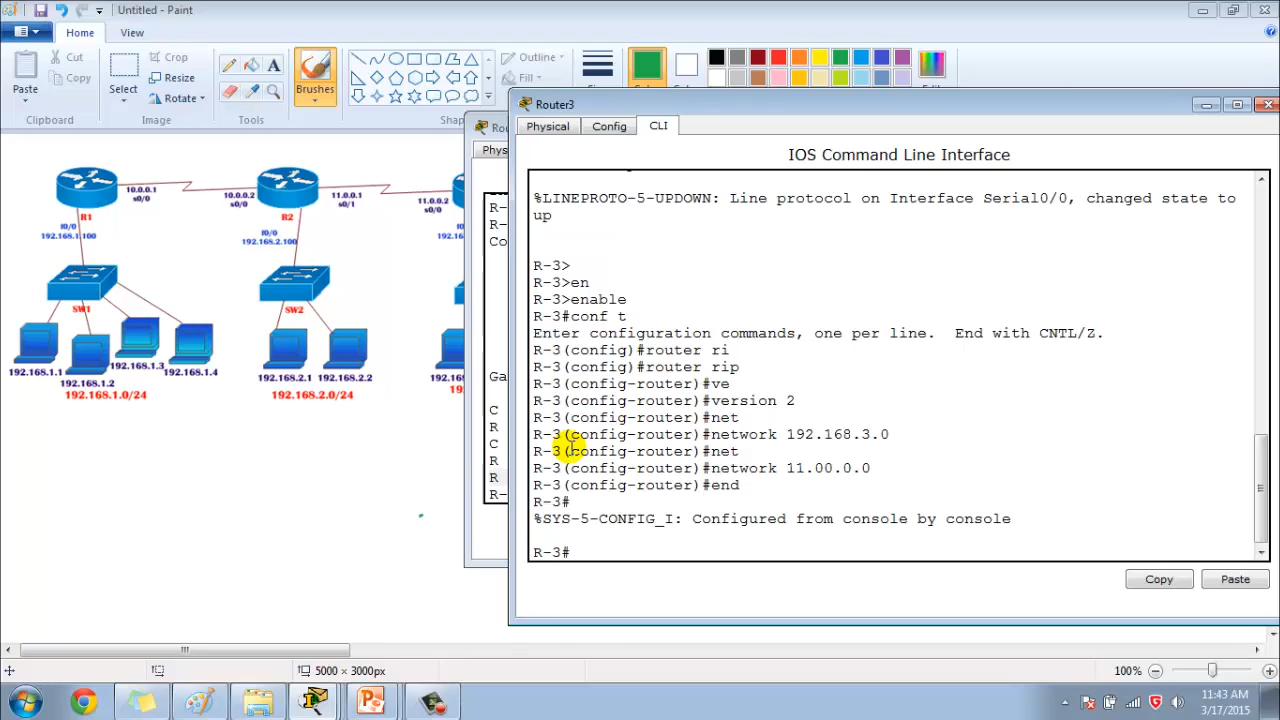 Untitled - Paint
Home
View
Paste
Cut
Copy
Clipboard
Select
Crop
Resize
Rotate
Image
A
Tools
Brushes
Outline
Fill
Router3
Physical
Config
CLI
IOS Command Line Interface
%LINEPROTO-5-UPDOWN: Line protocol on Interface Serial0/0, changed state to
up
R-3>
R-3>en
R-3>enable
R-3#conf t
Enter configuration commands, one per line.  End with CNTL/Z.
R-3(config)#router ri
R-3(config)#router rip
R-3(config-router)#ve
R-3(config-router)#version 2
R-3(config-router)#net
R-3(config-router)#network 192.168.3.0
R-3(config-router)#net
R-3(config-router)#network 11.00.0.0
R-3(config-router)#end
R-3#
%SYS-5-CONFIG_I: Configured from console by console
R-3#
Copy
Paste
10.0.0.1
s0/0
R1
f0/0
192.168.1.100
SW1
192.168.1.1
192.168.1.2
192.168.1.3
192.168.1.4
192.168.1.0/24
10.0.0.2
s0/0
R2
11.0.0.1
s0/1
f0/0
192.168.2.100
SW2
192.168.2.1
192.168.2.2
192.168.2.0/24
11.0.0.2
s0/0
Phys
R-
R-
Co
Ga
C
R
C
R
R
R-
5000 × 3000px
100%
11:43 AM
3/17/2015